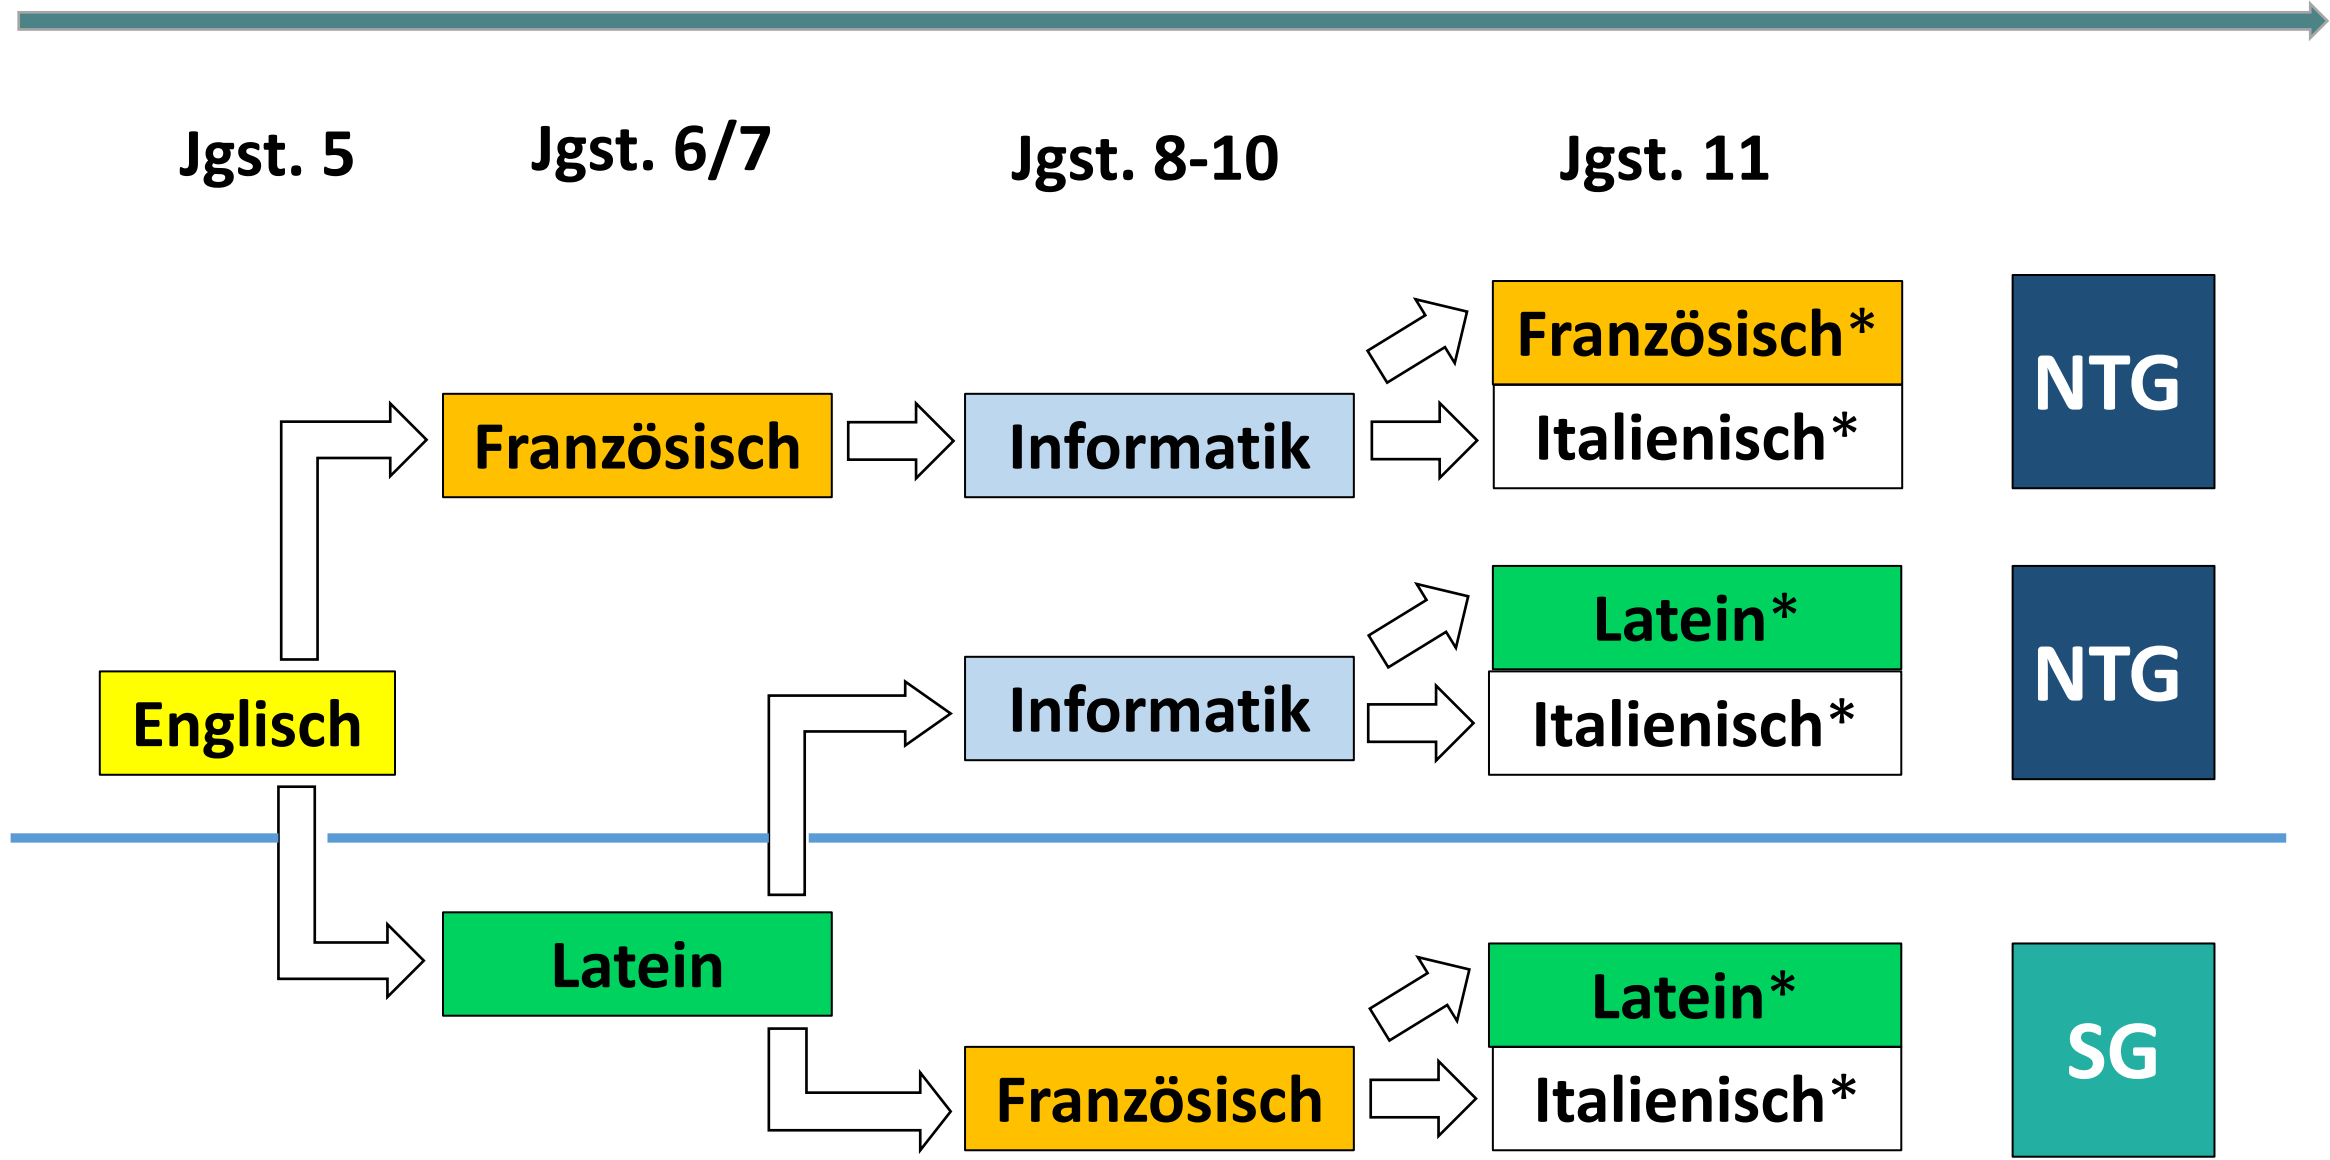 Jgst. 5
Jgst. 6/7
Jgst. 8-10
Jgst. 11
Französisch*
NTG
Französisch
Informatik
Italienisch*
Latein*
NTG
Englisch
Informatik
Italienisch*
Latein
Latein*
SG
Französisch
Italienisch*